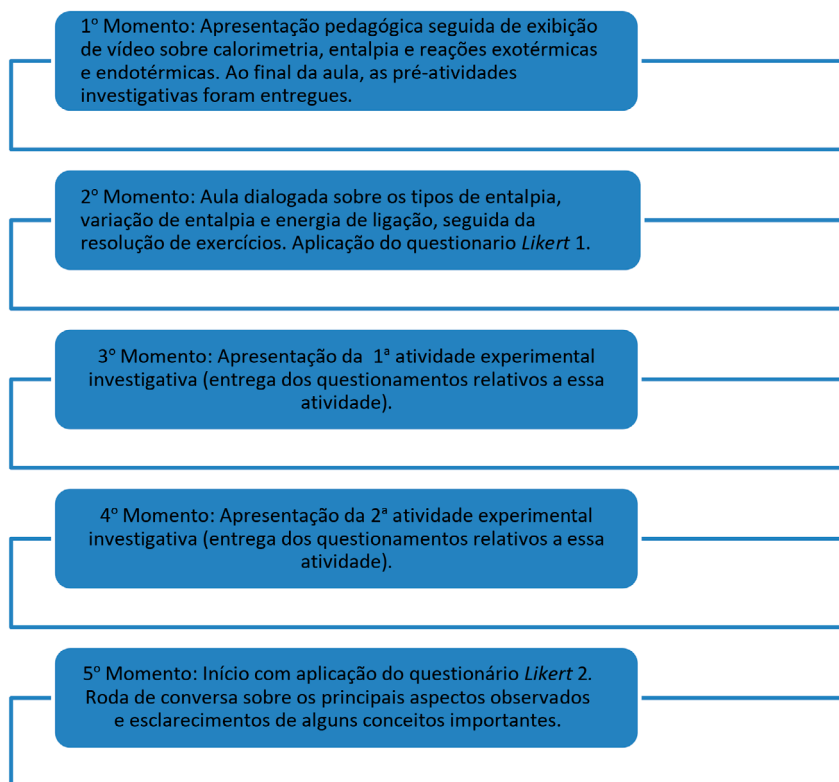 1º Momento: Apresentação pedagógica seguida de exibição
de vídeo sobre calorimetria, entalpia e reações exotérmicas
e endotérmicas. Ao final da aula, as pré-atividades
investigativas foram entregues.
2º Momento: Aula dialogada sobre os tipos de entalpia,
variação de entalpia e energia de ligação, seguida da
resolução de exercícios. Aplicação do questionario Likert 1.
3º Momento: Apresentação da 1ª atividade experimental
investigativa (entrega dos questionamentos relativos a essa
atividade).
4º Momento: Apresentação da 2ª atividade experimental
investigativa (entrega dos questionamentos relativos a essa
atividade).
5º Momento: Início com aplicação do questionário Likert 2.
Roda de conversa sobre os principais aspectos observados
e esclarecimentos de alguns conceitos importantes.